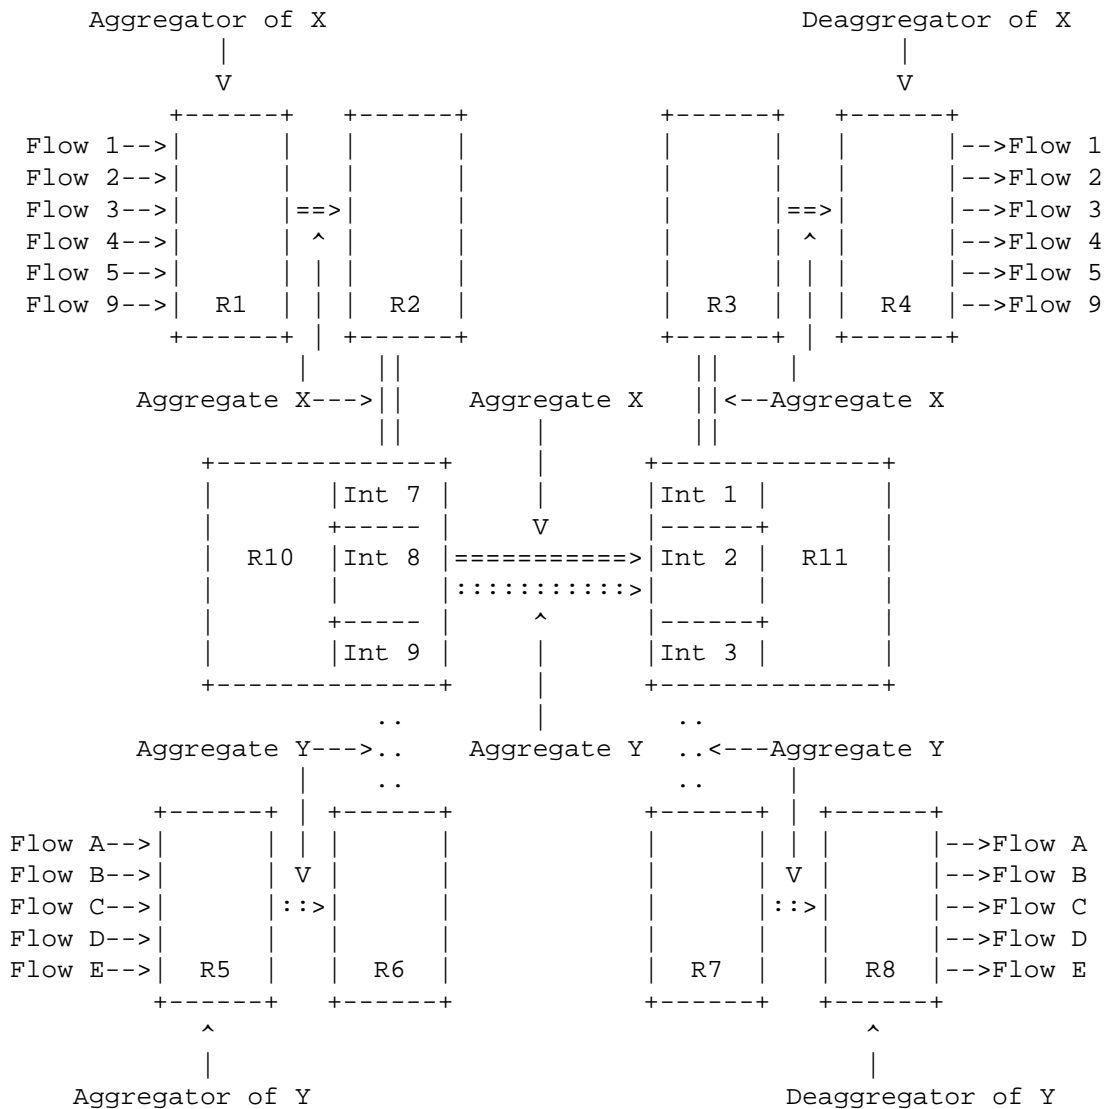 Aggregator of X                              Deaggregator of X
       |                                           |
       V                                           V
    +------+   +------+            +------+   +------+
Flow 1-->|      |   |      |            |      |   |      |-->Flow 1
Flow 2-->|      |   |      |            |      |   |      |-->Flow 2
Flow 3-->|      |==>|      |            |      |==>|      |-->Flow 3
Flow 4-->|      | ^ |      |            |      | ^ |      |-->Flow 4
Flow 5-->|      | | |      |            |      | | |      |-->Flow 5
Flow 9-->|  R1  | | |  R2  |            |  R3  | | |  R4  |-->Flow 9
    +------+ | +------+            +------+ | +------+
            |    ||                  ||    |
Aggregate X--->||    Aggregate X   ||<--Aggregate X
               ||         |        ||
  +--------------+        |   +--------------+
  |       |Int 7 |        |   |Int 1 |       |
  |       +----- |        V   |------+       |
  |  R10  |Int 8 |===========>|Int 2 |  R11  |
  |       |      |:::::::::::>|      |       |
  |       +----- |     ^      |------+       |
  |       |Int 9 |     |      |Int 3 |       |
  +--------------+     |      +--------------+
             ..        |        ..
Aggregate Y--->..    Aggregate Y  ..<---Aggregate Y
          |    ..                 ..    |
   +------+ | +------+            +------+ | +------+
Flow A-->|      | | |      |            |      | | |      |-->Flow A
Flow B-->|      | V |      |            |      | V |      |-->Flow B
Flow C-->|      |::>|      |            |      |::>|      |-->Flow C
Flow D-->|      |   |      |            |      |   |      |-->Flow D
Flow E-->|  R5  |   |  R6  |            |  R7  |   |  R8  |-->Flow E
   +------+   +------+            +------+   +------+
      ^                                         ^
      |                                         |
Aggregator of Y                              Deaggregator of Y